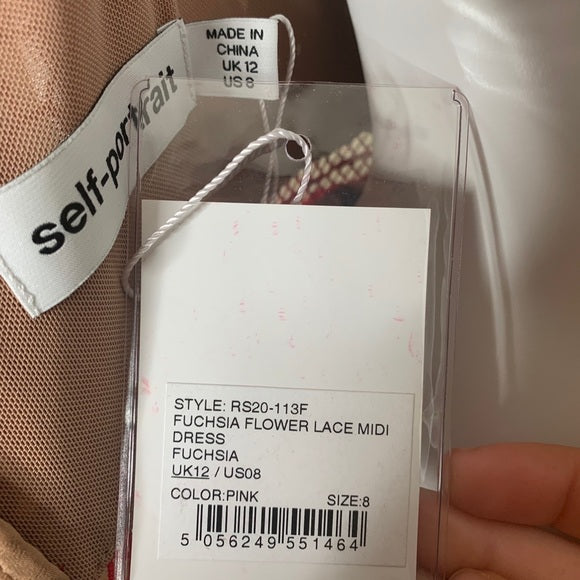 MADE IN
CHINA
UK 12
US 8
self-portrait
STYLE: RS20-113F
FUCHSIA FLOWER LACE MIDI
DRESS
FUCHSIA
UK12 / US08
COLOR:PINK SIZE:8
5 056249 551464